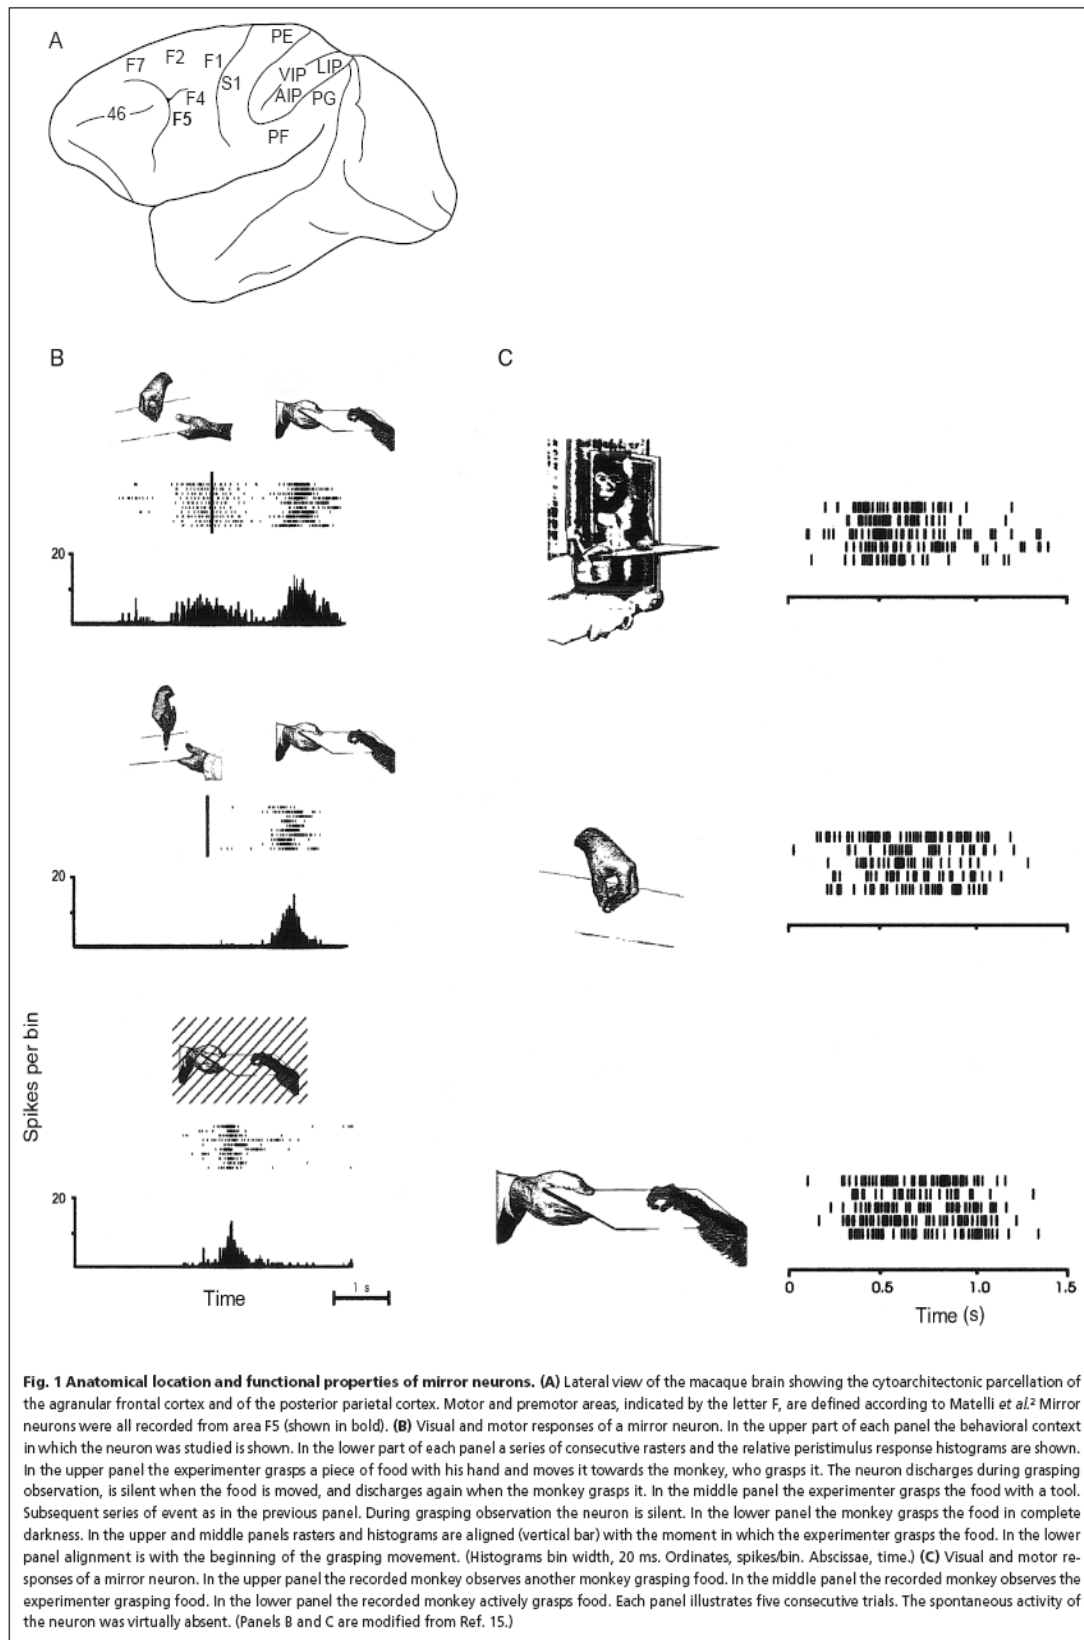 A
PE
F7 F2 F1
S1
VIP LIP
AIP PG
46 F4
F5
PF
B
20
20
Spikes per bin
20
Time
1 s
C
0 0.5 1.0 1.5
Time (s)
Fig. 1 Anatomical location and functional properties of mirror neurons. (A) Lateral view of the macaque brain showing the cytoarchitectonic parcellation of
the agranular frontal cortex and of the posterior parietal cortex. Motor and premotor areas, indicated by the letter F, are defined according to Matelli et al.² Mirror
neurons were all recorded from area F5 (shown in bold). (B) Visual and motor responses of a mirror neuron. In the upper part of each panel the behavioral context
in which the neuron was studied is shown. In the lower part of each panel a series of consecutive rasters and the relative peristimulus response histograms are shown.
In the upper panel the experimenter grasps a piece of food with his hand and moves it towards the monkey, who grasps it. The neuron discharges during grasping
observation, is silent when the food is moved, and discharges again when the monkey grasps it. In the middle panel the experimenter grasps the food with a tool.
Subsequent series of event as in the previous panel. During grasping observation the neuron is silent. In the lower panel the monkey grasps the food in complete
darkness. In the upper and middle panels rasters and histograms are aligned (vertical bar) with the moment in which the experimenter grasps the food. In the lower
panel alignment is with the beginning of the grasping movement. (Histograms bin width, 20 ms. Ordinates, spikes/bin. Abscissae, time.) (C) Visual and motor re-
sponses of a mirror neuron. In the upper panel the recorded monkey observes another monkey grasping food. In the middle panel the recorded monkey observes the
experimenter grasping food. In the lower panel the recorded monkey actively grasps food. Each panel illustrates five consecutive trials. The spontaneous activity of
the neuron was virtually absent. (Panels B and C are modified from Ref. 15.)